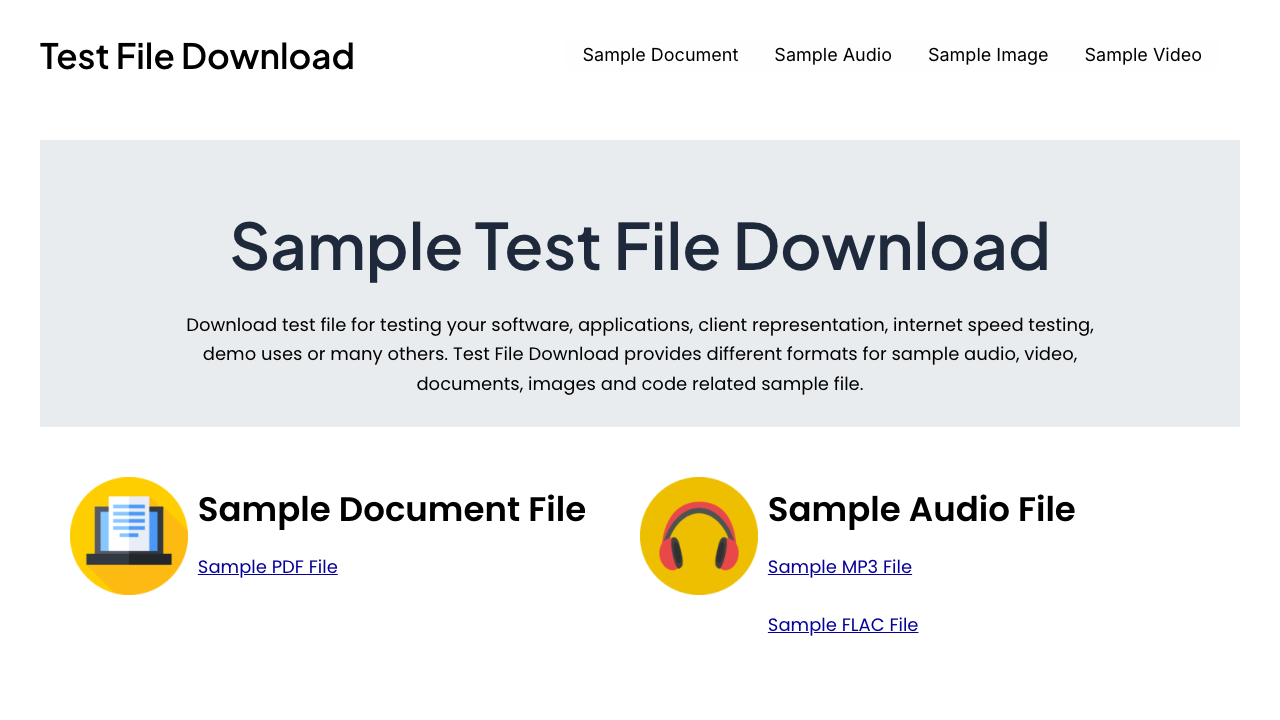 Test File Download
Sample Document
Sample Audio
Sample Image
Sample Video
Sample Test File Download
Download test file for testing your software, applications, client representation, internet speed testing,
demo uses or many others. Test File Download provides different formats for sample audio, video,
documents, images and code related sample file.
Sample Document File
Sample PDF File
Sample Audio File
Sample MP3 File
Sample FLAC File